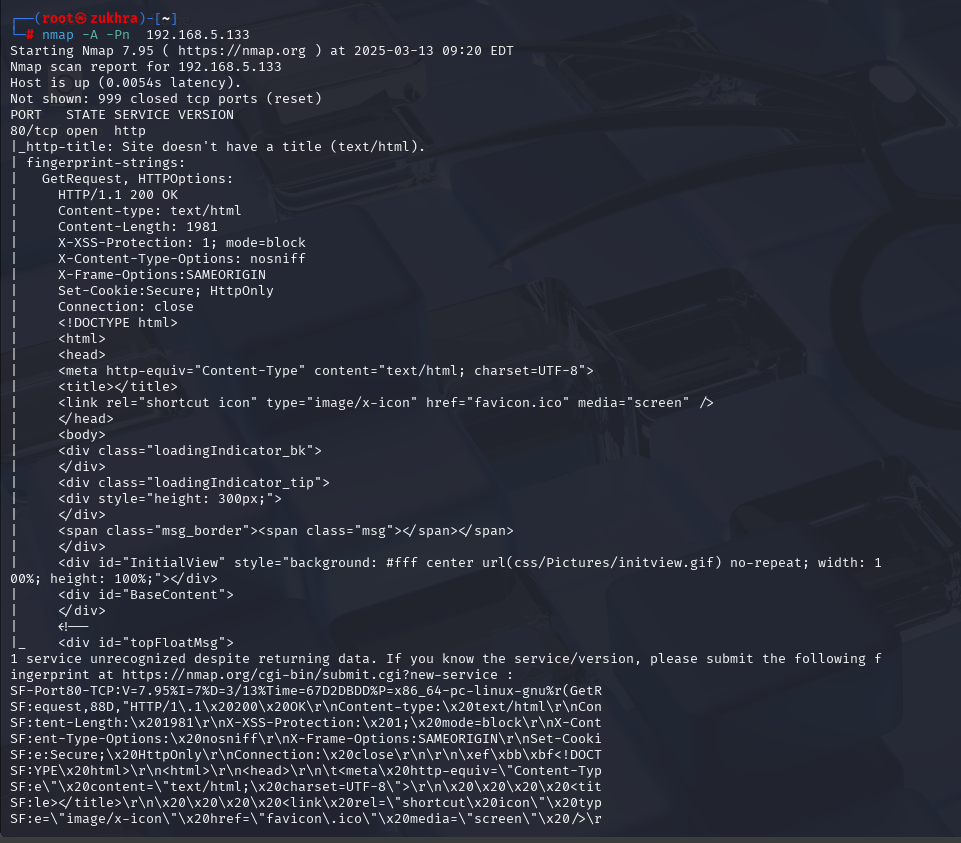 ┌──(root㉿zukhra)-[~]
└─# nmap -A -Pn  192.168.5.133
Starting Nmap 7.95 ( https://nmap.org ) at 2025-03-13 09:20 EDT
Nmap scan report for 192.168.5.133
Host is up (0.0054s latency).
Not shown: 999 closed tcp ports (reset)
PORT   STATE SERVICE VERSION
80/tcp open  http
|_http-title: Site doesn't have a title (text/html).
| fingerprint-strings:
|   GetRequest, HTTPOptions:
|     HTTP/1.1 200 OK
|     Content-type: text/html
|     Content-Length: 1981
|     X-XSS-Protection: 1; mode=block
|     X-Content-Type-Options: nosniff
|     X-Frame-Options:SAMEORIGIN
|     Set-Cookie:Secure; HttpOnly
|     Connection: close
|     <!DOCTYPE html>
|     <html>
|     <head>
|     <meta http-equiv="Content-Type" content="text/html; charset=UTF-8">
|     <title></title>
|     <link rel="shortcut icon" type="image/x-icon" href="favicon.ico" media="screen" />
|     </head>
|     <body>
|     <div class="loadingIndicator_bk">
|     </div>
|     <div class="loadingIndicator_tip">
|     <div style="height: 300px;">
|     </div>
|     <span class="msg_border"><span class="msg"></span></span>
|     </div>
|     <div id="InitialView" style="background: #fff center url(css/Pictures/initview.gif) no-repeat; width: 1
00%; height: 100%;"></div>
|     <div id="BaseContent">
|     </div>
|     <!--
|_    <div id="topFloatMsg">
1 service unrecognized despite returning data. If you know the service/version, please submit the following f
ingerprint at https://nmap.org/cgi-bin/submit.cgi?new-service :
SF-Port80-TCP:V=7.95%I=7%D=3/13%Time=67D2DBDD%P=x86_64-pc-linux-gnu%r(GetR
SF:equest,88D,"HTTP/1\.1\x20200\x20OK\r\nContent-type:\x20text/html\r\nCon
SF:tent-Length:\x201981\r\nX-XSS-Protection:\x201;\x20mode=block\r\nX-Cont
SF:ent-Type-Options:\x20nosniff\r\nX-Frame-Options:SAMEORIGIN\r\nSet-Cooki
SF:e:Secure;\x20HttpOnly\r\nConnection:\x20close\r\n\r\n\xef\xbb\xbf<!DOCT
SF:YPE\x20html>\r\n<html>\r\n<head>\r\n\t<meta\x20http-equiv=\"Content-Typ
SF:e\"\x20content=\"text/html;\x20charset=UTF-8\">\r\n\x20\x20\x20\x20<tit
SF:le></title>\r\n\x20\x20\x20\x20<link\x20rel=\"shortcut\x20icon\"\x20typ
SF:e=\"image/x-icon\"\x20href=\"favicon\.ico\"\x20media=\"screen\"\x20/>\r